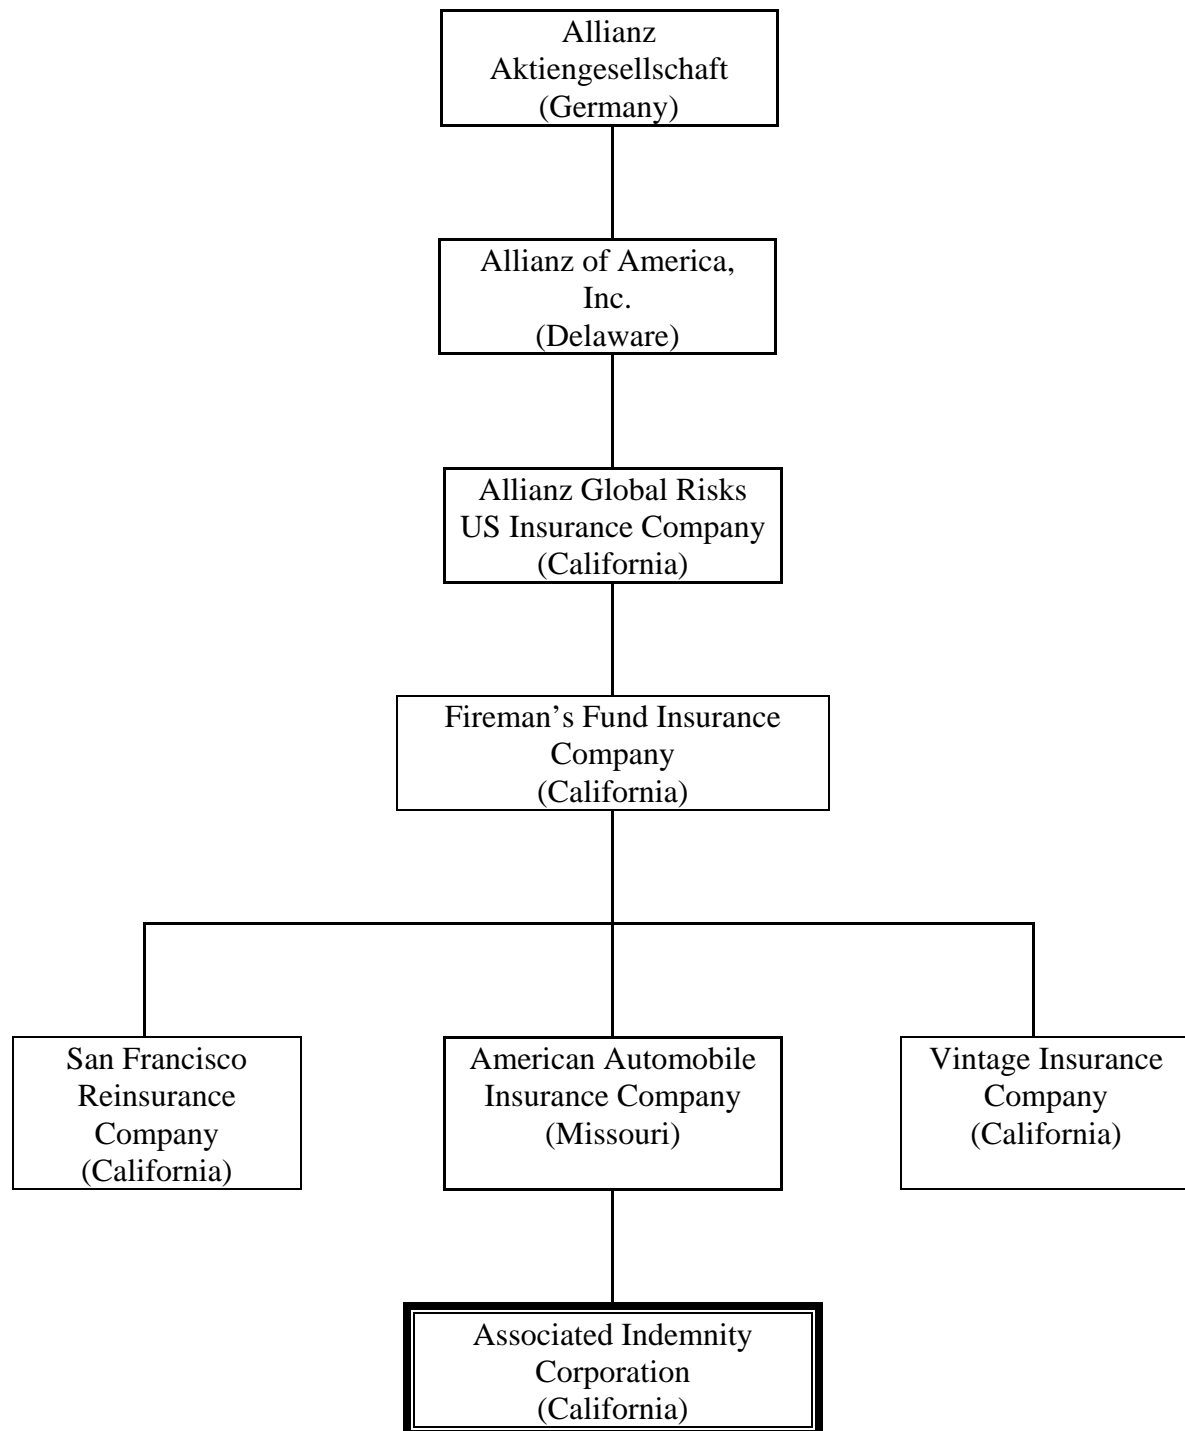 Allianz
Aktiengesellschaft
(Germany)
Allianz of America,
Inc.
(Delaware)
Allianz Global Risks
US Insurance Company
(California)
Fireman’s Fund Insurance
Company
(California)
San Francisco
Reinsurance
Company
(California)
American Automobile
Insurance Company
(Missouri)
Vintage Insurance
Company
(California)
Associated Indemnity
Corporation
(California)